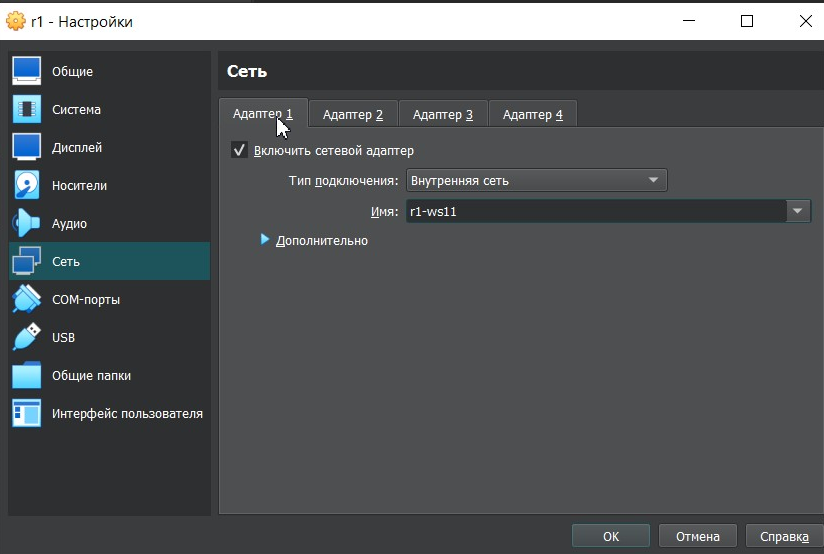 r1 - Настройки
Общие
Система
Дисплей
Носители
Аудио
Сеть
COM-порты
USB
Общие папки
Интерфейс пользователя
Сеть
Адаптер 1 Адаптер 2 Адаптер 3 Адаптер 4
Включить сетевой адаптер
Тип подключения: Внутренняя сеть
Имя: r1-ws11
Дополнительно
OK Отмена Справка